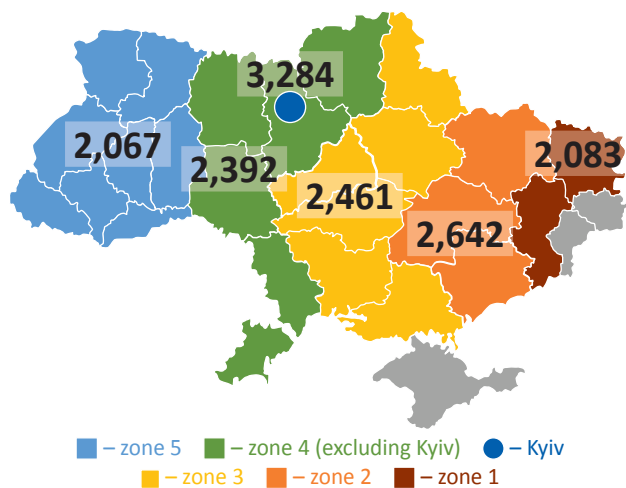 3,284
2,067
2,392
2,083
2,461
2,642
– zone 5
– zone 4 (excluding Kyiv)
– Kyiv
– zone 3
– zone 2
– zone 1